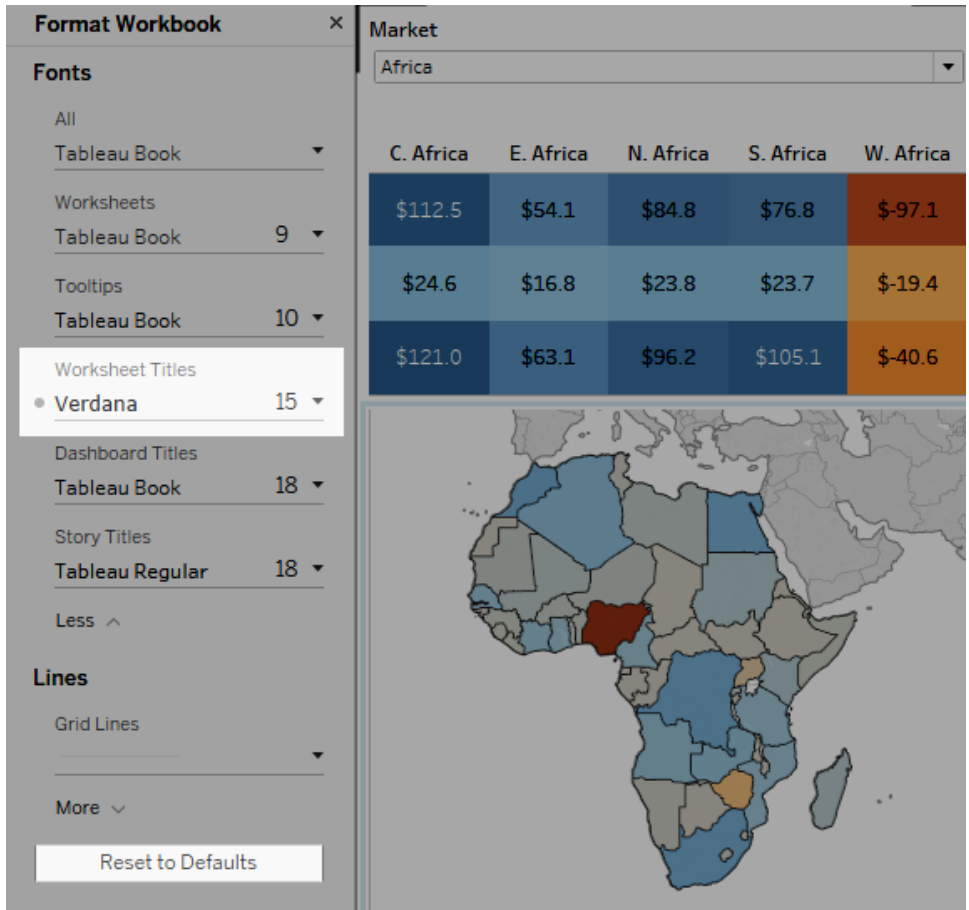 Format Workbook ×
Fonts
All
Tableau Book
Worksheets
Tableau Book 9
Tooltips
Tableau Book 10
Worksheet Titles
Verdana 15
Dashboard Titles
Tableau Book 18
Story Titles
Tableau Regular 18
Less
Lines
Grid Lines
More
Reset to Defaults
Market
Africa
C. Africa E. Africa N. Africa S. Africa W. Africa
$112.5 $54.1 $84.8 $76.8 $-97.1
$24.6 $16.8 $23.8 $23.7 $-19.4
$121.0 $63.1 $96.2 $105.1 $-40.6